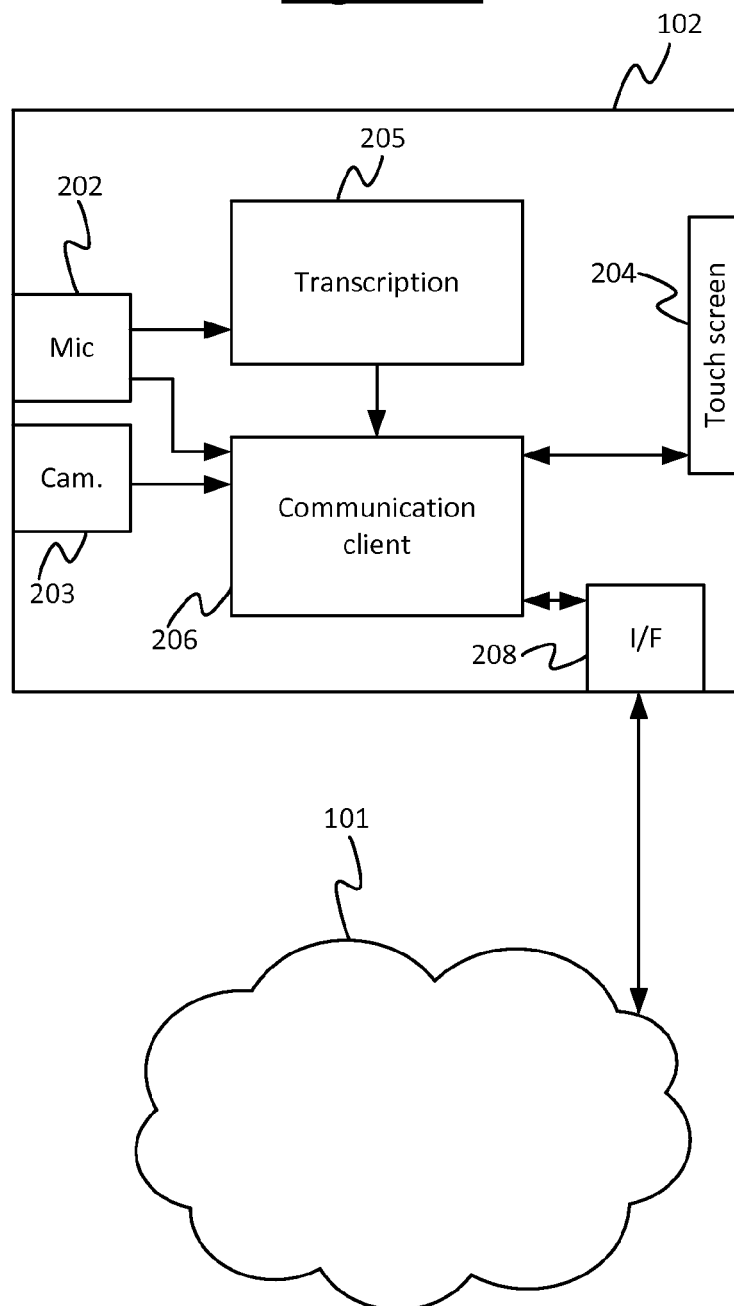 102
205
202
Transcription
204
Touch screen
Mic
Cam.
Communication
client
203
206
208
I/F
101